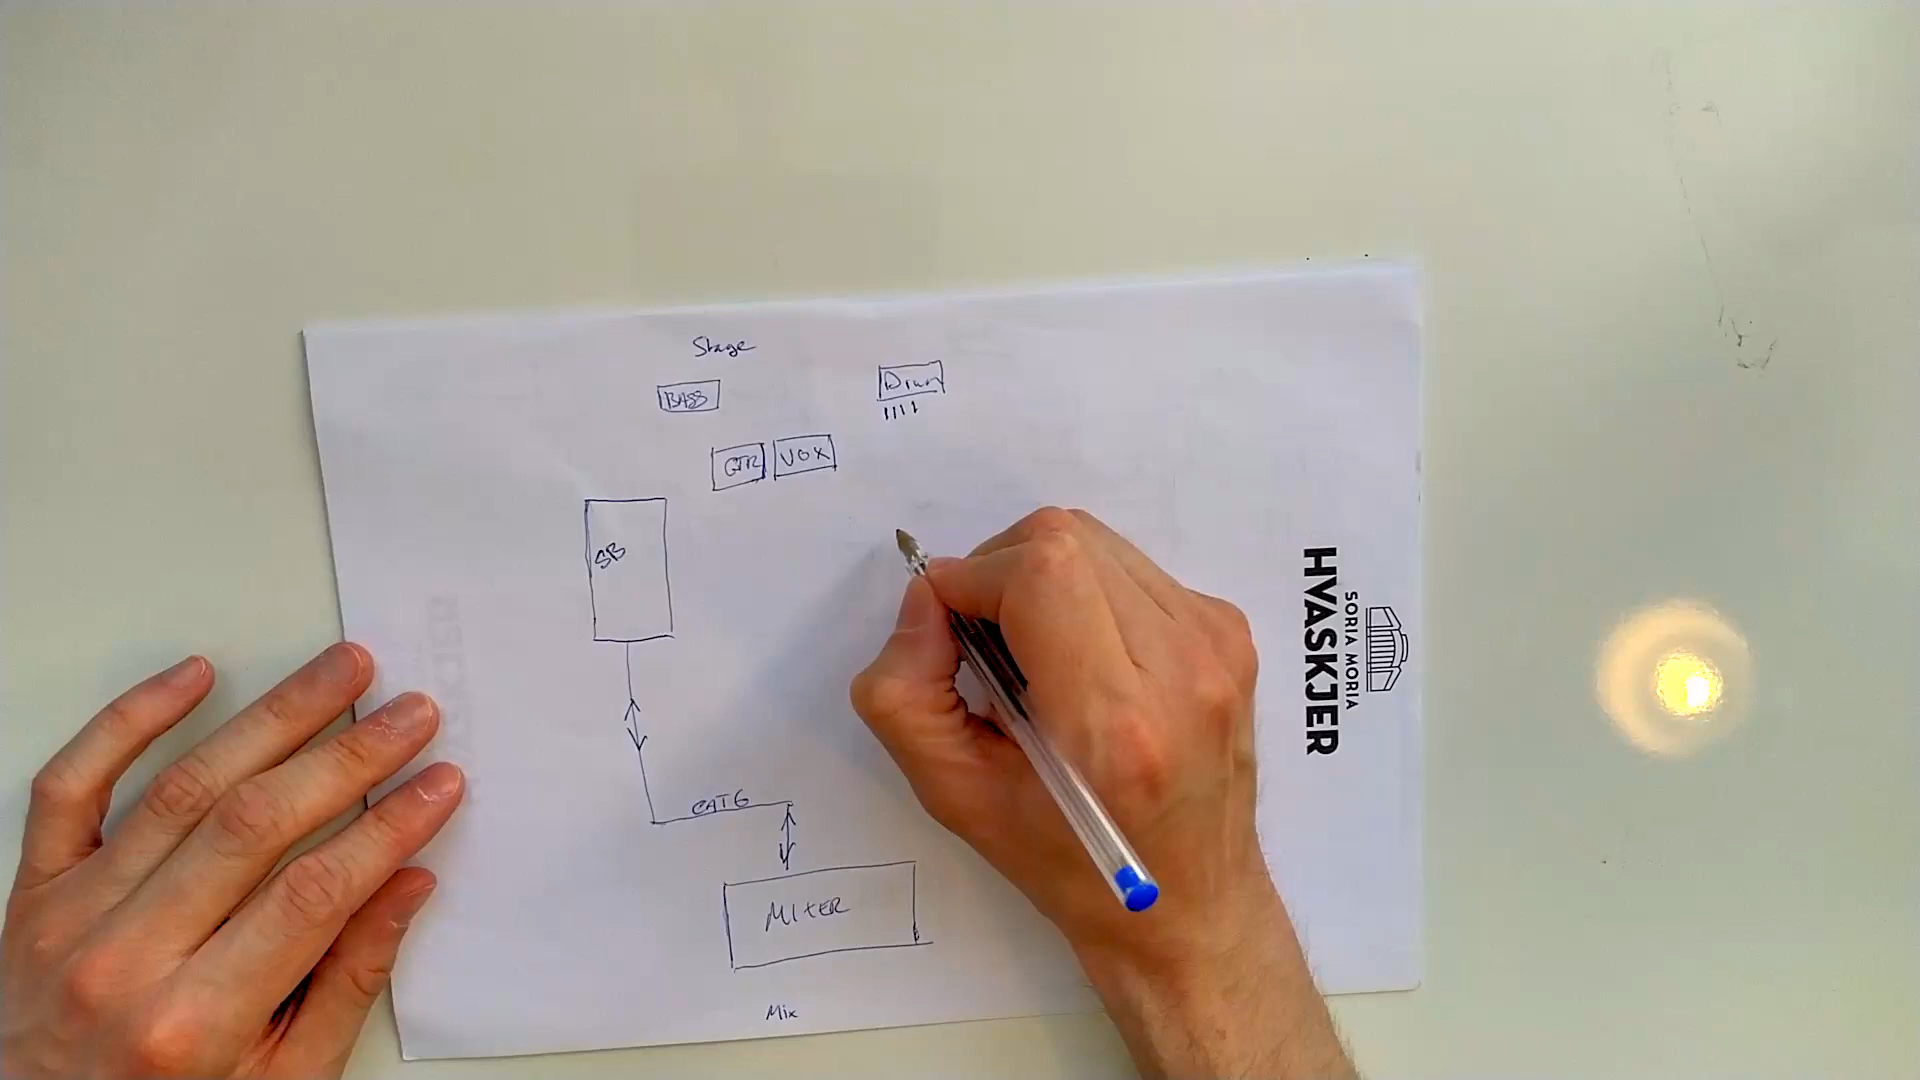 Stage
BASS
Drum
GTR
VOX
SB
CAT6
MIXER
Mix
SORIA MORIA
HVASKJER